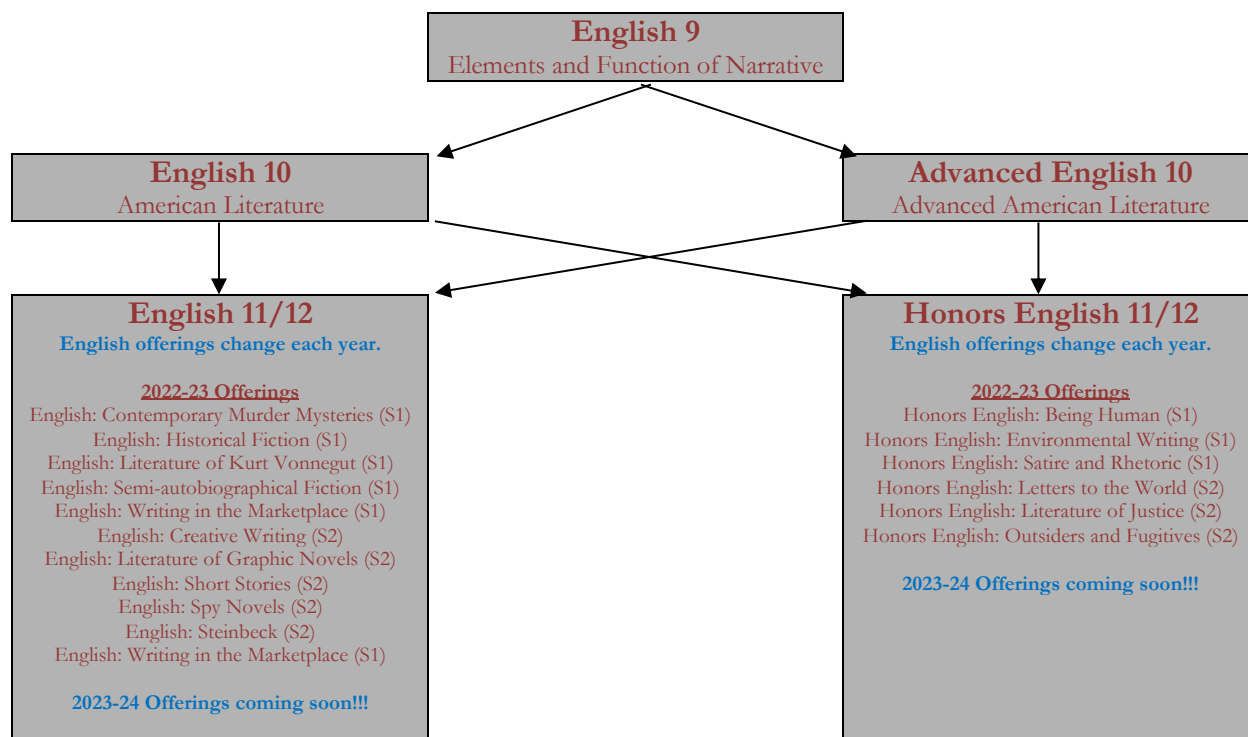 English 9
Elements and Function of Narrative
English 10
American Literature
Advanced English 10
Advanced American Literature
English 11/12
English offerings change each year.
2022-23 Offerings
English: Contemporary Murder Mysteries (S1)
English: Historical Fiction (S1)
English: Literature of Kurt Vonnegut (S1)
English: Semi-autobiographical Fiction (S1)
English: Writing in the Marketplace (S1)
English: Creative Writing (S2)
English: Literature of Graphic Novels (S2)
English: Short Stories (S2)
English: Spy Novels (S2)
English: Steinbeck (S2)
English: Writing in the Marketplace (S1)
2023-24 Offerings coming soon!!!
Honors English 11/12
English offerings change each year.
2022-23 Offerings
Honors English: Being Human (S1)
Honors English: Environmental Writing (S1)
Honors English: Satire and Rhetoric (S1)
Honors English: Letters to the World (S2)
Honors English: Literature of Justice (S2)
Honors English: Outsiders and Fugitives (S2)
2023-24 Offerings coming soon!!!